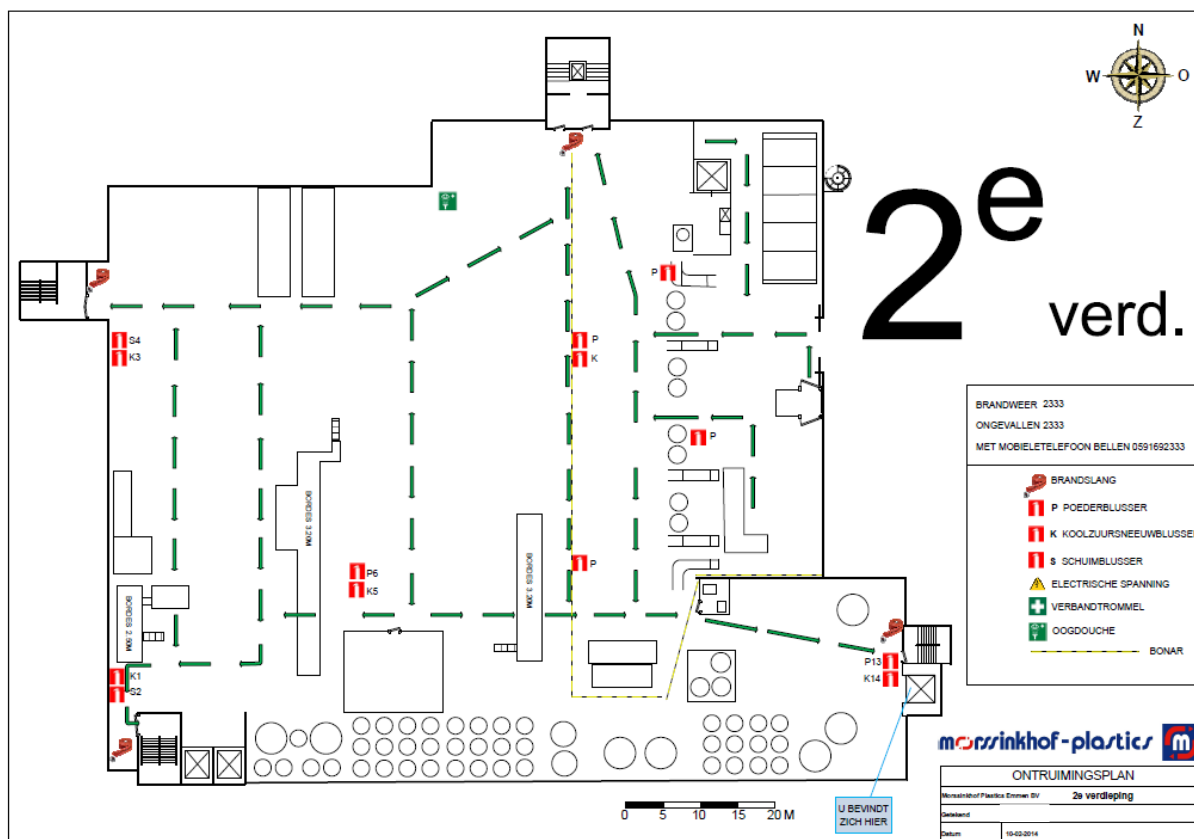 N
W
O
Z
2e
verd.
P
S4
K3
P
K
P
BORDES 3.20M
P6
K5
BORDES 3.20M
P
BORDES 2.50M
K1
S2
P13
K14
BRANDWEER 2333
ONGEVALLEN 2333
MET MOBIELETELEFOON BELLEN 0591692333
BRANDSLANG
P POEDERBLUSSER
K KOOLZUURSNEEUWBLUSSER
S SCHUIMBLUSSER
ELECTRISCHE SPANNING
VERBANDTROMMEL
OOGDOUCHE
BONAR
morssinkhof-plastics m
ONTRUIMINGSPLAN
Morssinkhof Plastics Emmen BV 2e verdieping
Getekend
Datum 19-02-2014
U BEVINDT
ZICH HIER
0 5 10 15 20 M